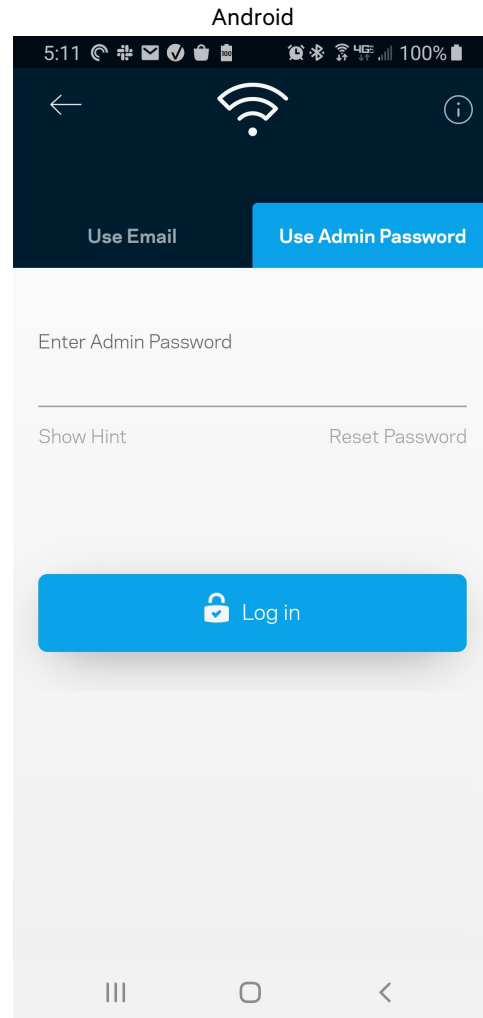 Android
5:11 100%
Use Email Use Admin Password
Enter Admin Password
Show Hint Reset Password
Log in